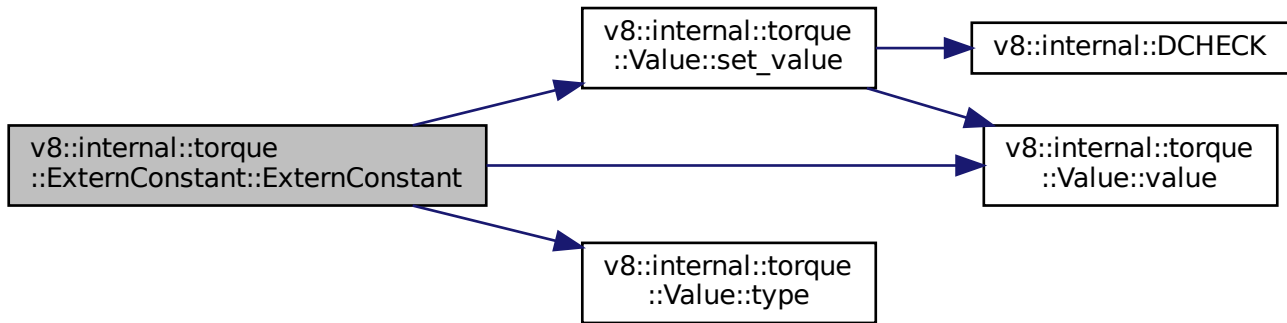 v8::internal::torque
::ExternConstant::ExternConstant
v8::internal::torque
::Value::set_value
v8::internal::DCHECK
v8::internal::torque
::Value::value
v8::internal::torque
::Value::type